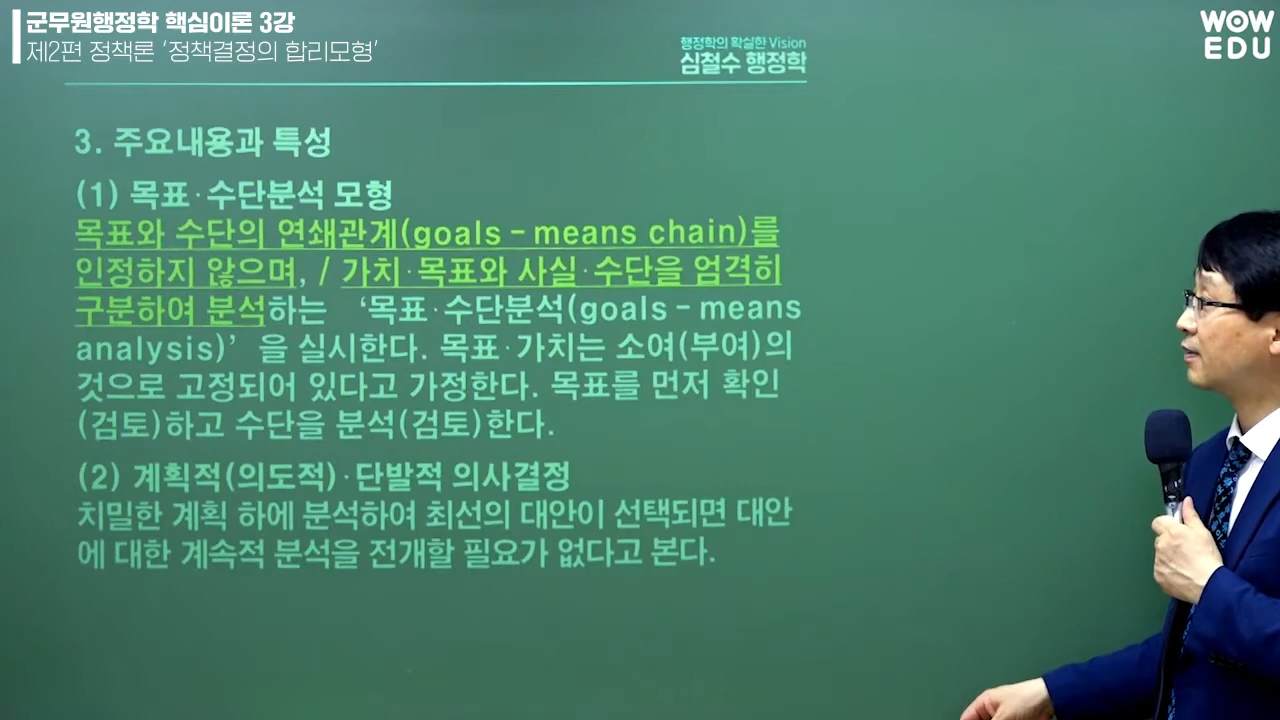 군무원행정학 핵심이론 3강
제2편 정책론 ‘정책결정의 합리모형’
WOW
EDU
행정학의 확실한 Vision
심철수 행정학
3. 주요내용과 특성
(1) 목표·수단분석 모형
목표와 수단의 연쇄관계(goals-means chain)를
인정하지 않으며, / 가치·목표와 사실·수단을 엄격히
구분하여 분석하는 ‘목표·수단분석(goals-means
analysis)’을 실시한다. 목표·가치는 소여(부여)의
것으로 고정되어 있다고 가정한다. 목표를 먼저 확인
(검토)하고 수단을 분석(검토)한다.
(2) 계획적(의도적)·단발적 의사결정
치밀한 계획 하에 분석하여 최선의 대안이 선택되면 대안
에 대한 계속적 분석을 전개할 필요가 없다고 본다.